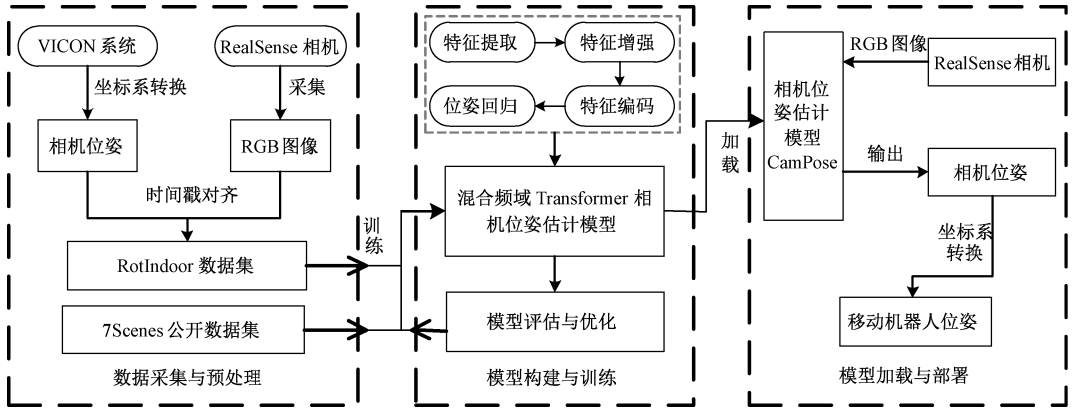 VICON 系统
RealSense 相机
坐标系转换
采集
相机位姿
RGB 图像
时间戳对齐
RotIndoor 数据集
7Scenes 公开数据集
数据采集与预处理
训
练
特征提取
特征增强
位姿回归
特征编码
混合频域 Transformer 相
机位姿估计模型
模型评估与优化
模型构建与训练
加
载
相机位
姿估计
模型
CamPose
RGB 图像
RealSense 相机
输出
相机位姿
坐标系
转换
移动机器人位姿
模型加载与部署